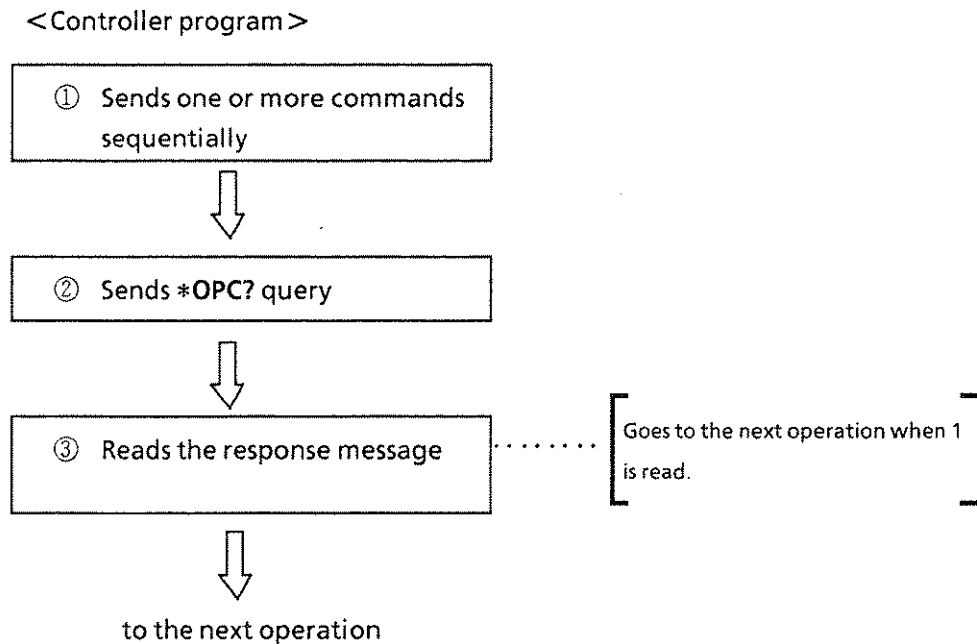 <Controller program>
① Sends one or more commands
sequentially
② Sends *OPC? query
③ Reads the response message
Goes to the next operation when 1
is read.
to the next operation